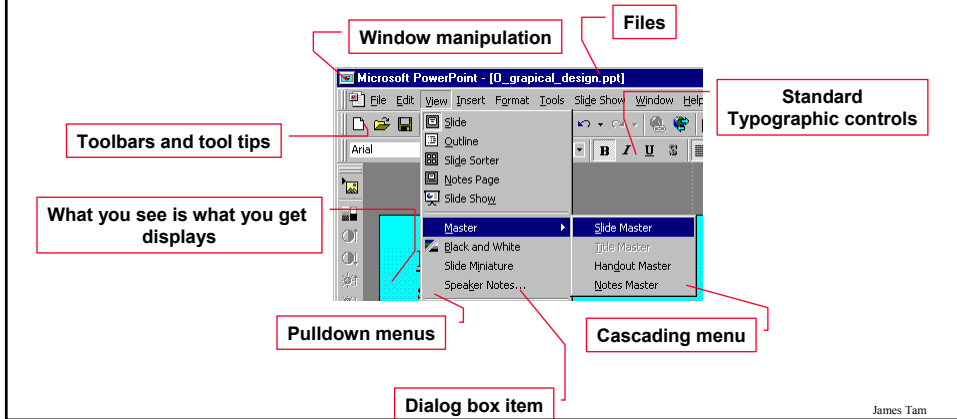 Files
Window manipulation
Microsoft PowerPoint - [O_grapical_design.ppt]
File Edit View Insert Format Tools Slide Show Window Help
Standard
Typographic controls
Toolbars and tool tips
Slide
Arial
Outline
B I U S
Slide Sorter
Notes Page
Slide Show
What you see is what you get
displays
Master
Slide Master
Black and White
Title Master
Slide Miniature
Handout Master
Speaker Notes...
Notes Master
Pulldown menus
Cascading menu
Dialog box item
James Tam